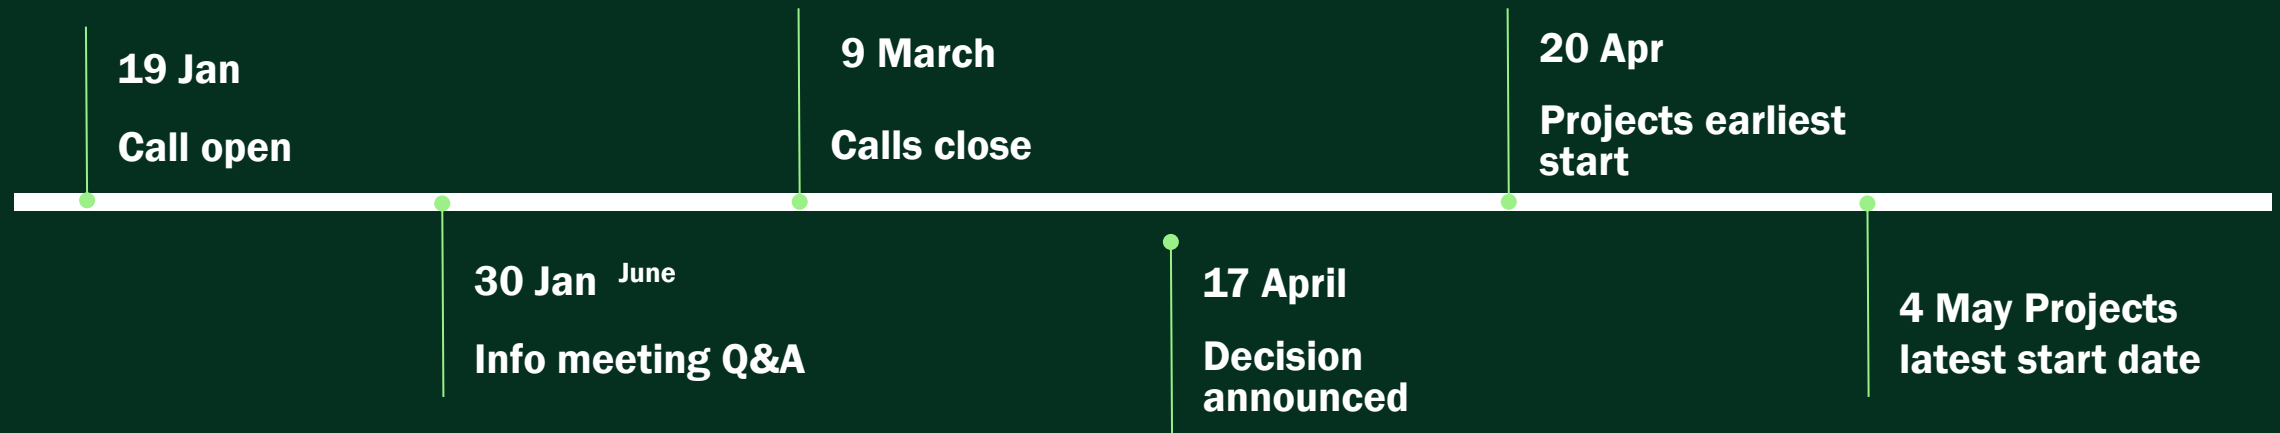 19 Jan
Call open
30 Jan June
Info meeting Q&A
9 March
Calls close
17 April
Decision
announced
20 Apr
Projects earliest
start
4 May Projects
latest start date